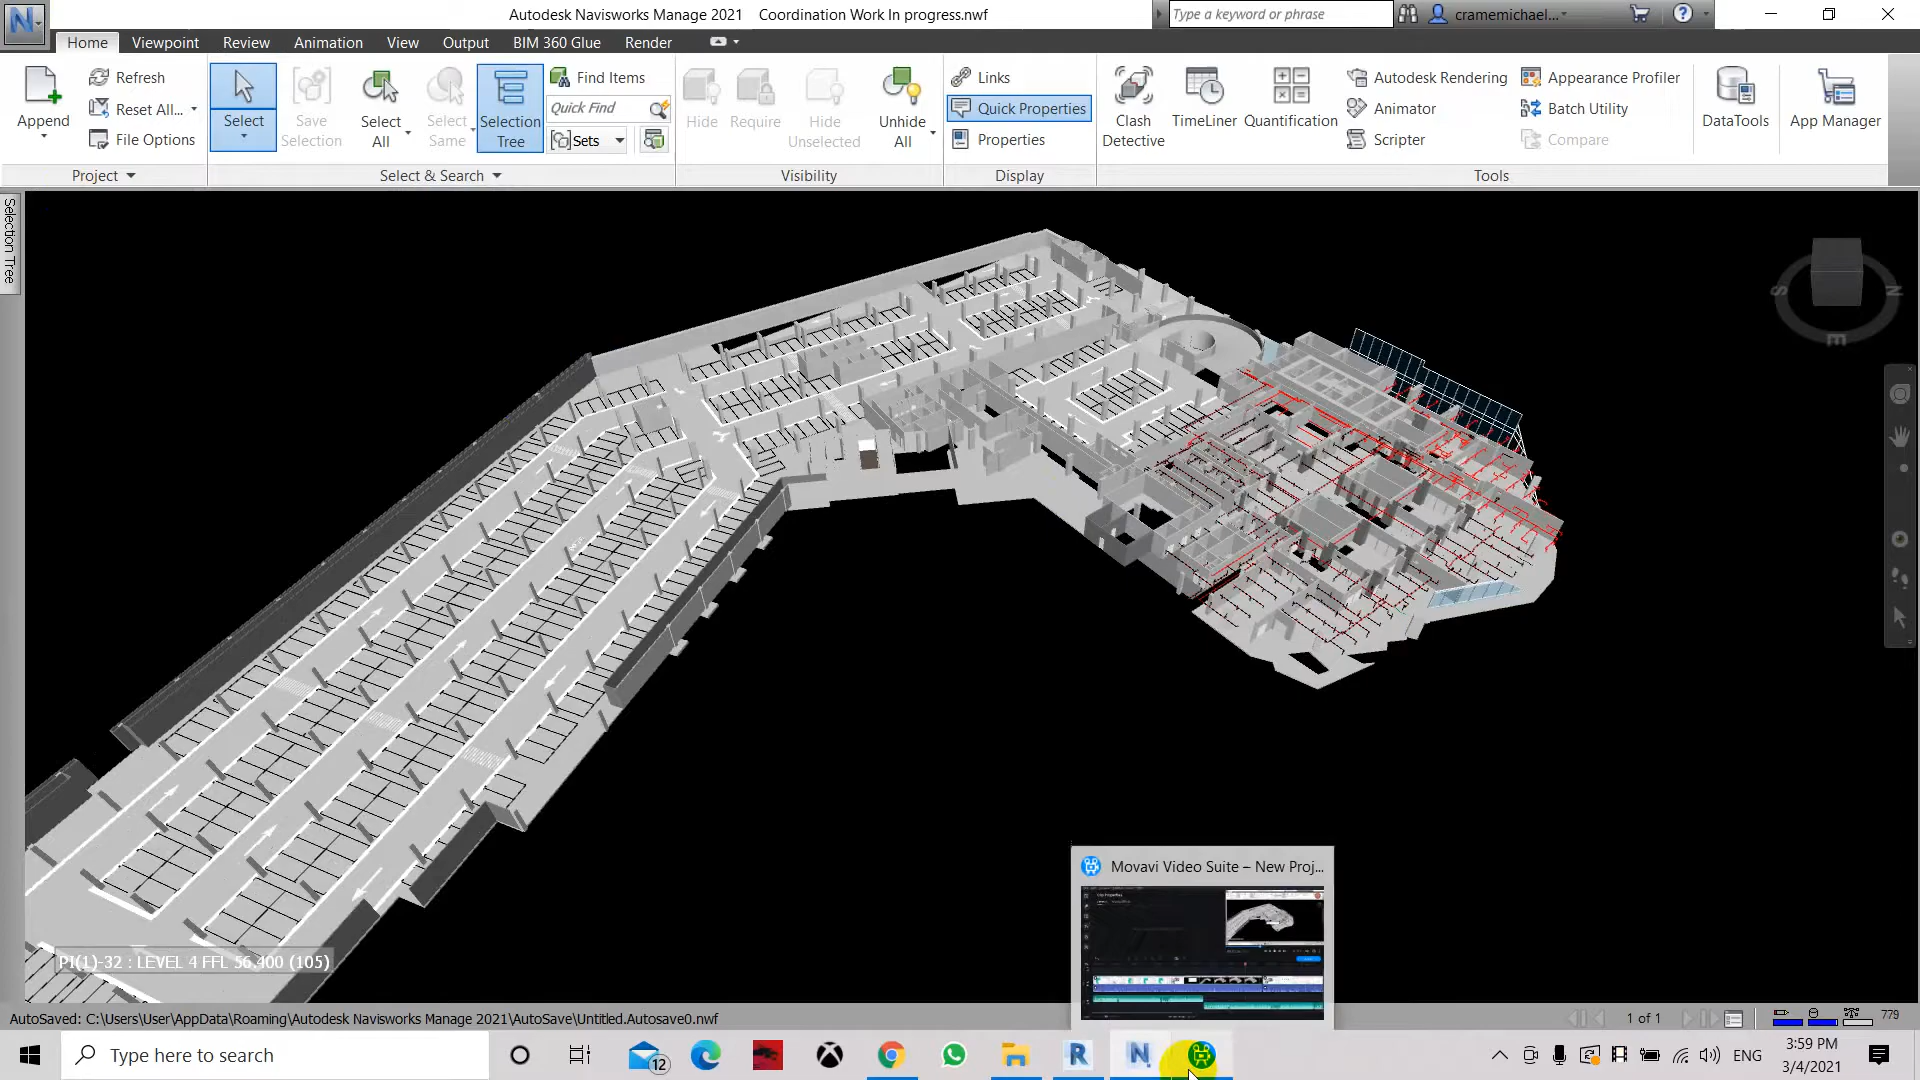 Autodesk Navisworks Manage 2021 Coordination Work In progress.nwf
Type a keyword or phrase
cramemichael...
Home Viewpoint Review Animation View Output BIM 360 Glue Render
Append
Refresh
Reset All...
File Options
Project
Select
Save Selection
Select All
Select Same
Selection Tree
Find Items
Quick Find
Sets
Select & Search
Hide
Require
Hide Unselected
Unhide All
Visibility
Links
Quick Properties
Properties
Display
Clash Detective
TimeLiner
Quantification
Autodesk Rendering
Animator
Scripter
Appearance Profiler
Batch Utility
Compare
DataTools
App Manager
Tools
Selection Tree
S
N
E
PI(1)-32 : LEVEL 4 FFL 56.400 (105)
Movavi Video Suite – New Proj...
AutoSaved: C:\Users\User\AppData\Roaming\Autodesk Navisworks Manage 2021\AutoSave\Untitled.Autosave0.nwf
1 of 1
779
Type here to search
12
ENG
3:59 PM
3/4/2021